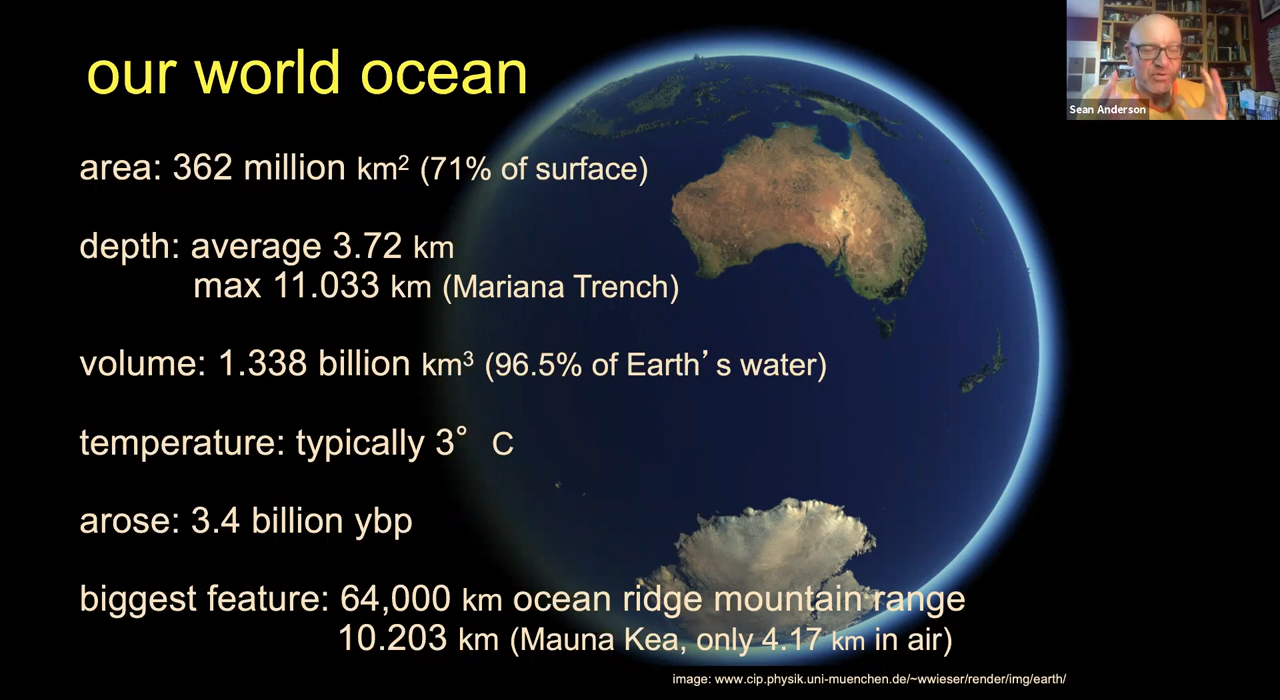 our world ocean
Sean Anderson
area: 362 million km² (71% of surface)
depth: average 3.72 km
max 11.033 km (Mariana Trench)
volume: 1.338 billion km³ (96.5% of Earth’s water)
temperature: typically 3° C
arose: 3.4 billion ybp
biggest feature: 64,000 km ocean ridge mountain range
10.203 km (Mauna Kea, only 4.17 km in air)
image: www.cip.physik.uni-muenchen.de/~wwieser/render/img/earth/